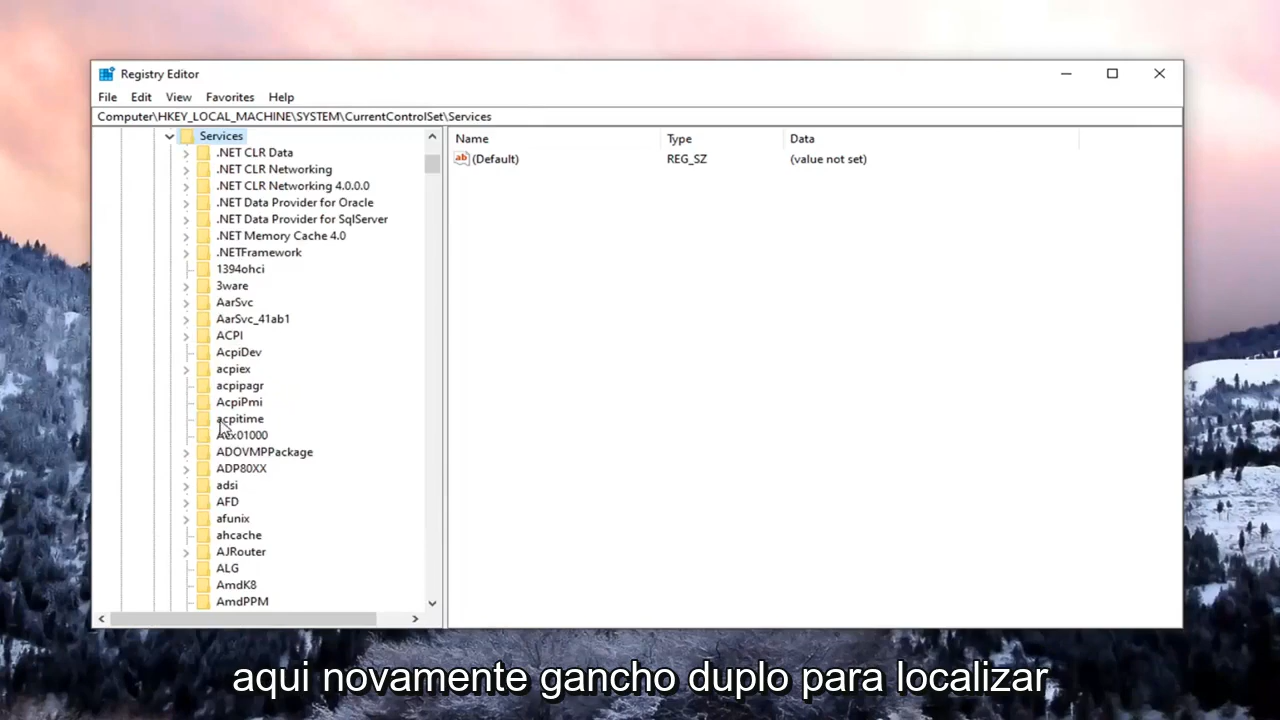 Registry Editor
File Edit View Favorites Help
Computer\HKEY_LOCAL_MACHINE\SYSTEM\CurrentControlSet\Services
Services
.NET CLR Data
.NET CLR Networking
.NET CLR Networking 4.0.0.0
.NET Data Provider for Oracle
.NET Data Provider for SqlServer
.NET Memory Cache 4.0
.NETFramework
1394ohci
3ware
AarSvc
AarSvc_41ab1
ACPI
AcpiDev
acpiex
acpipagr
AcpiPmi
acpitime
Acx01000
ADOVMPPackage
ADP80XX
adsi
AFD
afunix
ahcache
AJRouter
ALG
AmdK8
AmdPPM
Name Type Data
(Default) REG_SZ (value not set)
aqui novamente gancho duplo para localizar